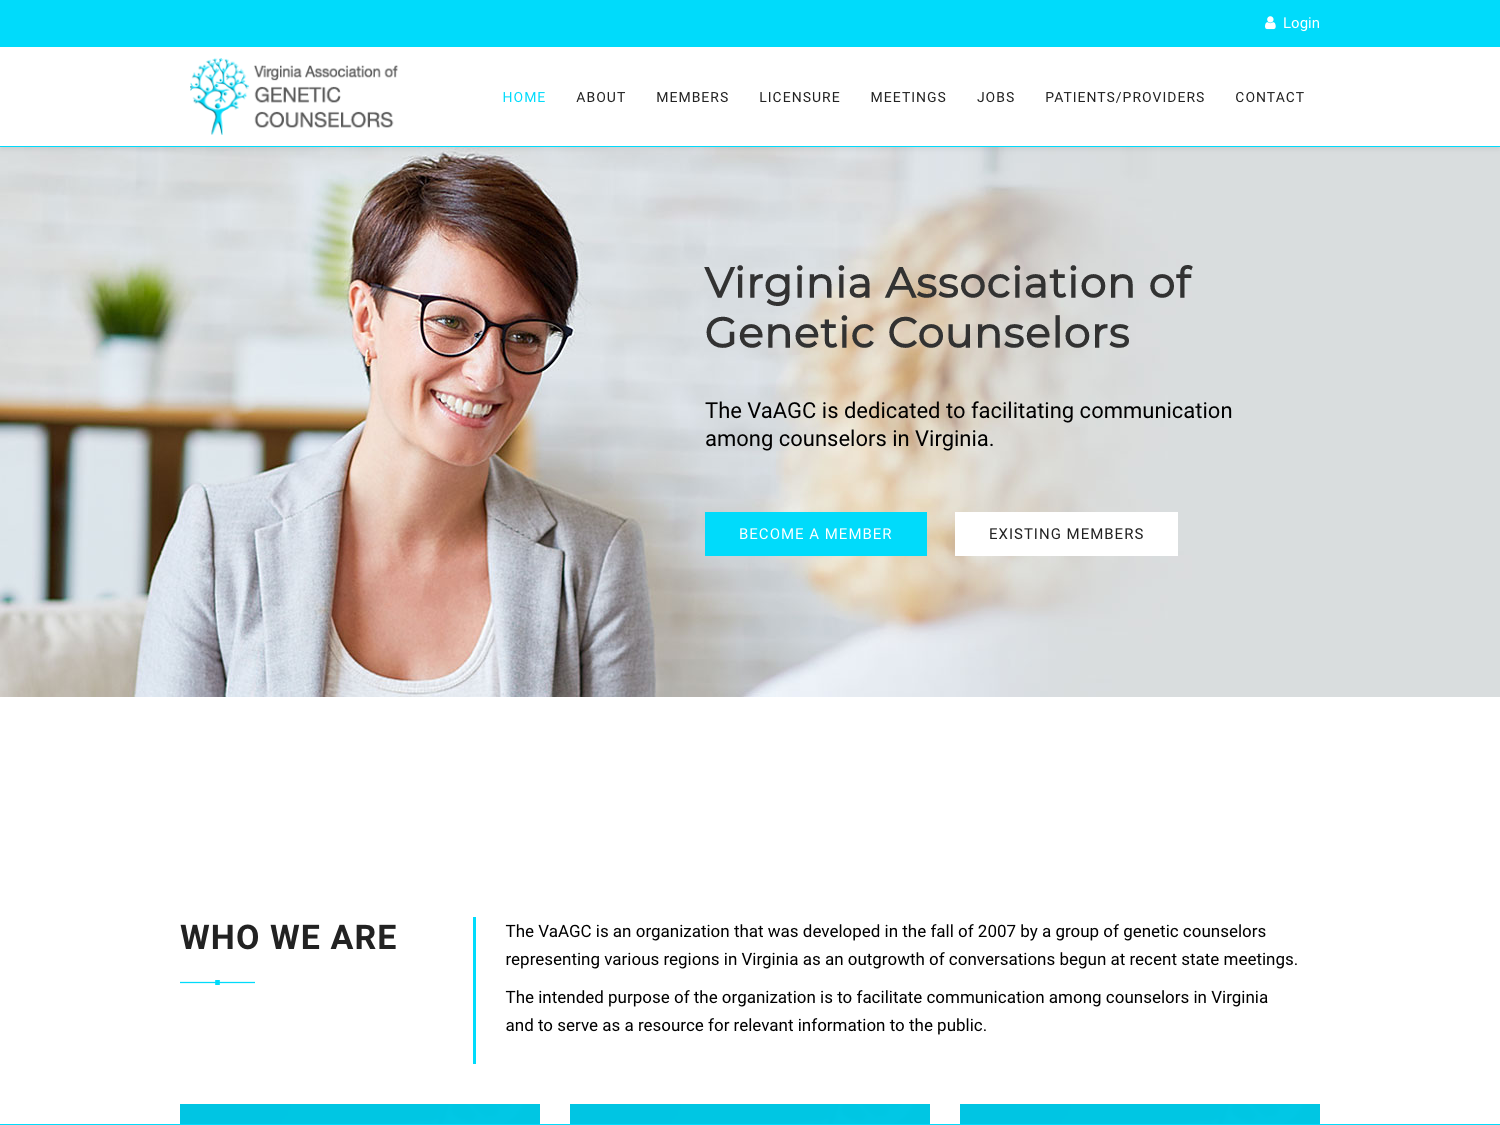 Login
Virginia Association of
GENETIC
COUNSELORS
HOME ABOUT MEMBERS LICENSURE MEETINGS JOBS PATIENTS/PROVIDERS CONTACT
Virginia Association of
Genetic Counselors
The VaAGC is dedicated to facilitating communication
among counselors in Virginia.
BECOME A MEMBER EXISTING MEMBERS
WHO WE ARE
The VaAGC is an organization that was developed in the fall of 2007 by a group of genetic counselors
representing various regions in Virginia as an outgrowth of conversations begun at recent state meetings.
The intended purpose of the organization is to facilitate communication among counselors in Virginia
and to serve as a resource for relevant information to the public.